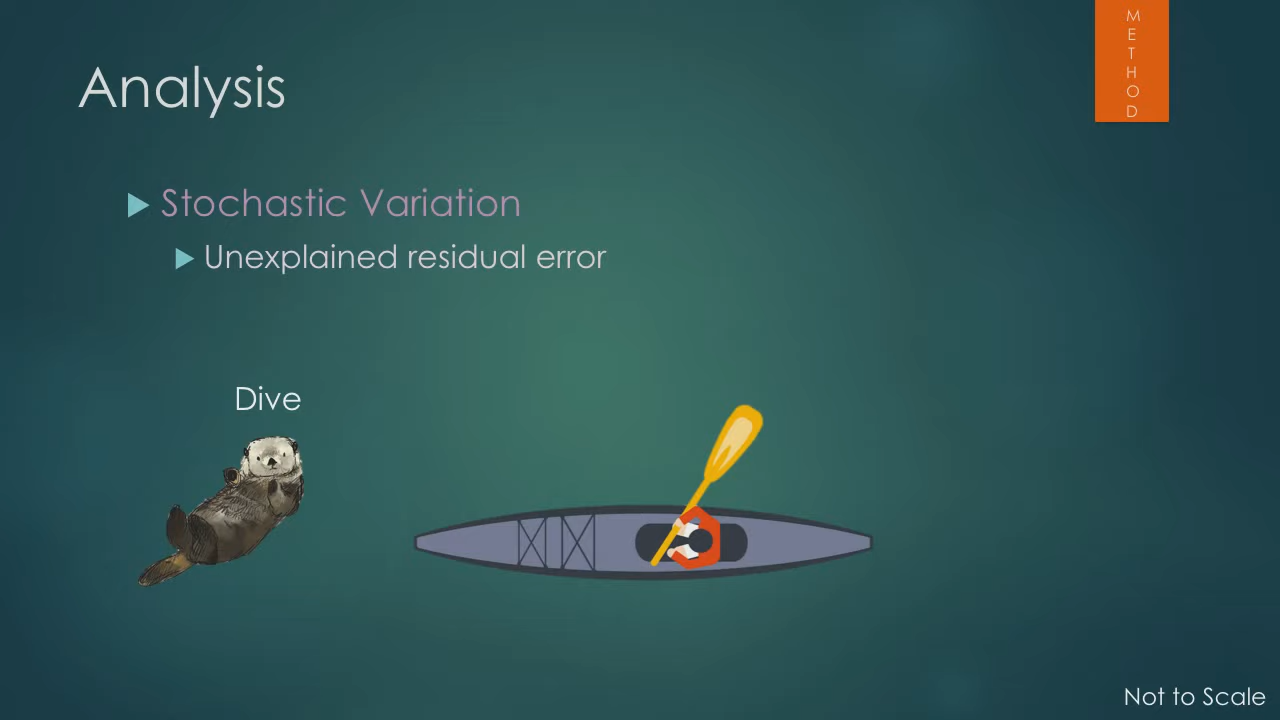 Analysis
METHOD
Stochastic Variation
Unexplained residual error
Dive
Not to Scale